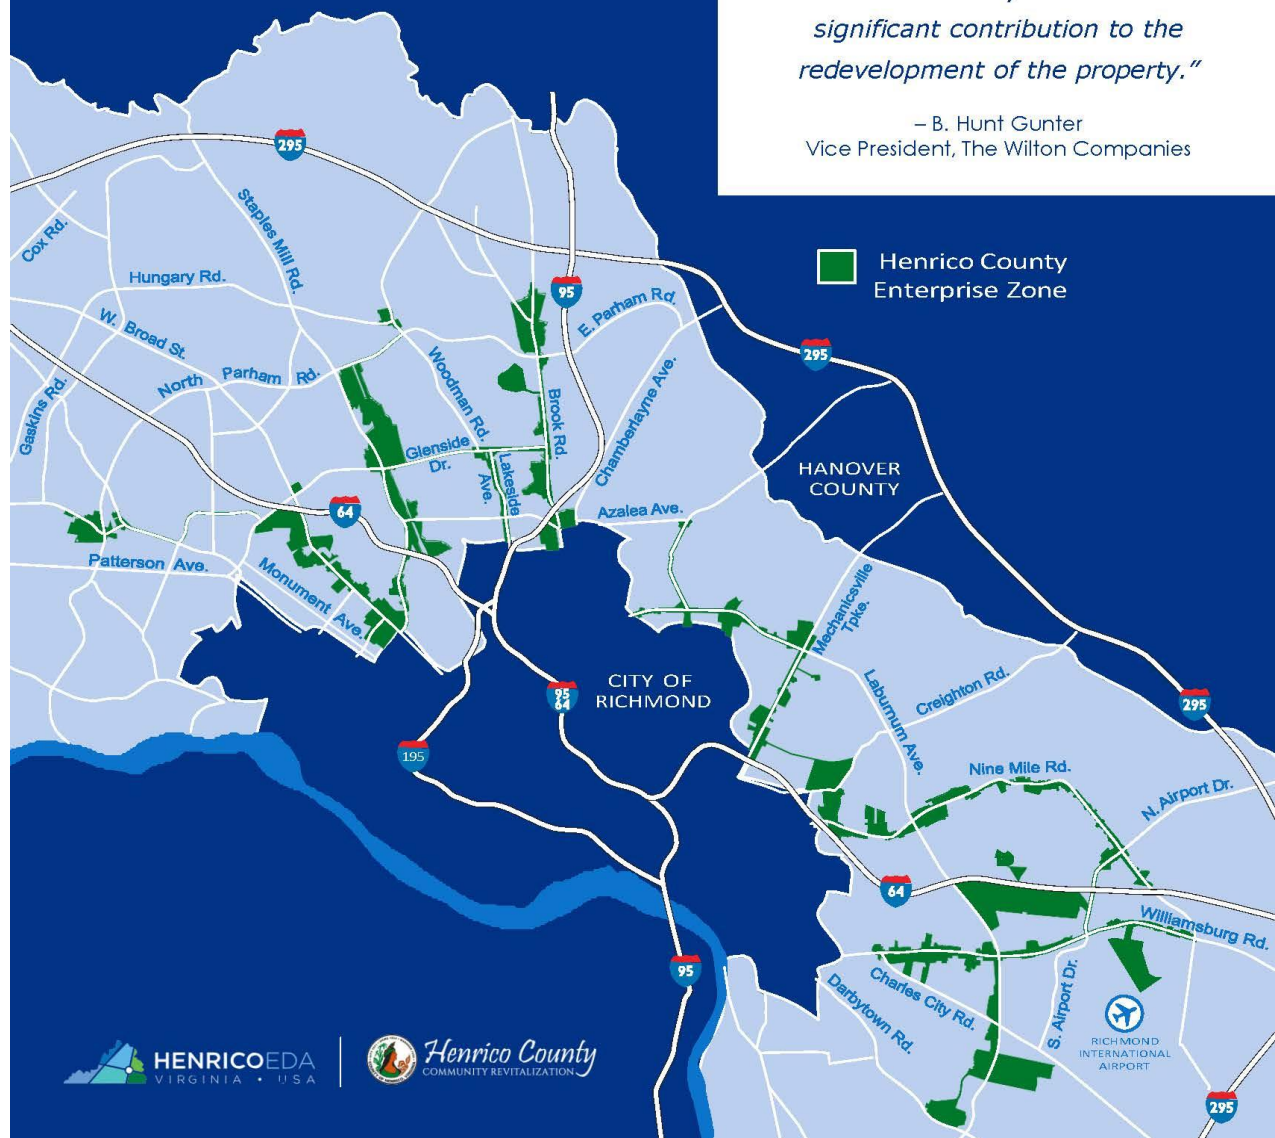 significant contribution to the
redevelopment of the property.”
– B. Hunt Gunter
Vice President, The Wilton Companies
295
Staples Mill Rd.
Cox Rd.
Hungary Rd.
95
Henrico County
Enterprise Zone
E. Parham Rd.
W. Broad St.
295
North Parham Rd.
Woodman Rd.
Chamberlayne Ave.
Gaskins Rd.
Brook Rd.
Glenside
Dr.
Lakeside
Ave.
HANOVER
COUNTY
64
Azalea Ave.
Patterson Ave.
Monument Ave.
Mechanicsville
Tpke.
CITY OF
RICHMOND
95
64
Laburnum Ave.
Creighton Rd.
295
195
Nine Mile Rd.
N. Airport Dr.
64
Williamsburg Rd.
95
Charles City Rd.
Darbytown Rd.
S. Airport Dr.
RICHMOND
INTERNATIONAL
AIRPORT
HENRICOEDA
VIRGINIA • USA
Henrico County
COMMUNITY REVITALIZATION
295